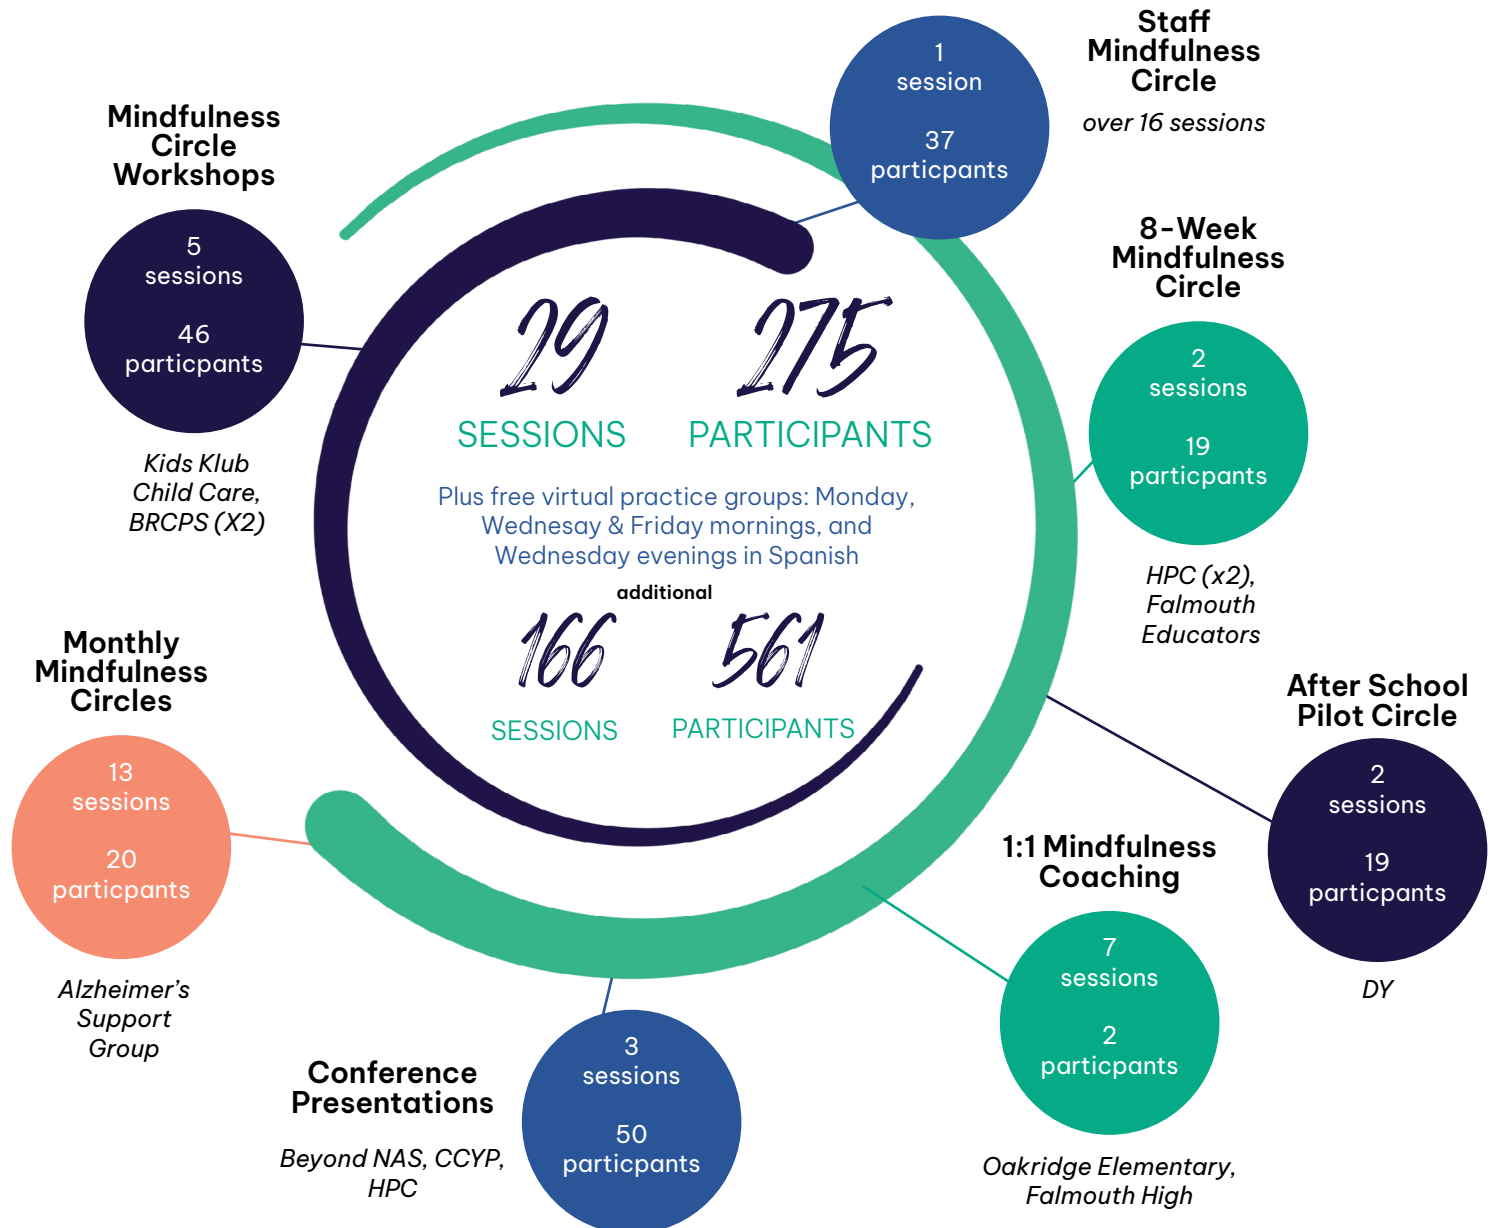 Staff
Mindfulness
Circle
over 16 sessions
1
session
37
particpants
Mindfulness
Circle
Workshops
5
sessions
46
particpants
Kids Klub
Child Care,
BRCPS (X2)
8-Week
Mindfulness
Circle
2
sessions
19
particpants
HPC (x2),
Falmouth
Educators
29
SESSIONS
275
PARTICIPANTS
Plus free virtual practice groups: Monday,
Wednesay & Friday mornings, and
Wednesday evenings in Spanish
additional
166
SESSIONS
561
PARTICIPANTS
Monthly
Mindfulness
Circles
13
sessions
20
particpants
Alzheimer’s
Support
Group
After School
Pilot Circle
2
sessions
19
particpants
DY
1:1 Mindfulness
Coaching
7
sessions
2
particpants
Oakridge Elementary,
Falmouth High
Conference
Presentations
Beyond NAS, CCYP,
HPC
3
sessions
50
particpants